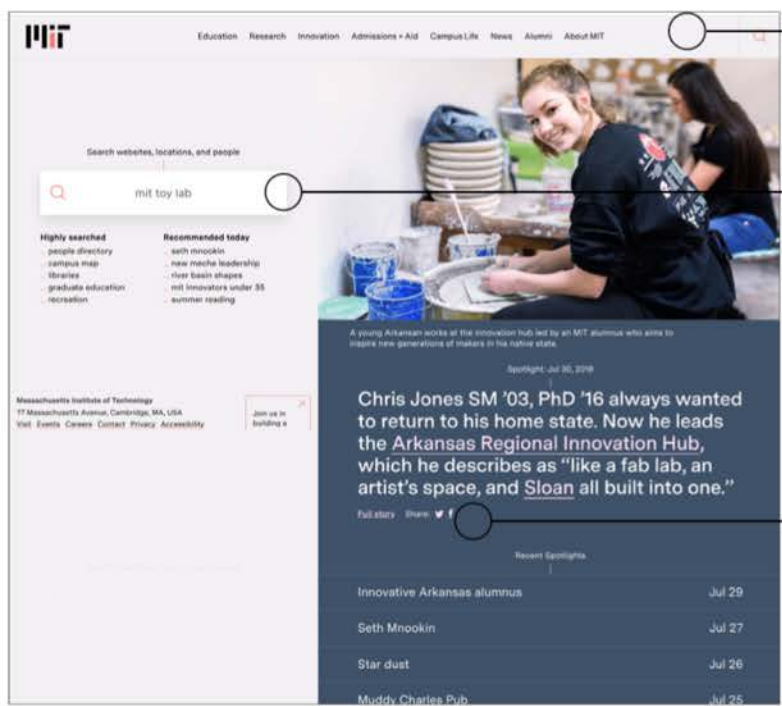 MiT
Education Research Innovation Admissions + Aid Campus Life News Alumni About MIT
Search websites, locations, and people
mit toy lab
Highly searched
people directory
campus map
libraries
graduate education
recreation
Recommended today
seth mnookin
new meche leadership
river basin shapes
mit innovators under 35
summer reading
Massachusetts Institute of Technology
77 Massachusetts Avenue, Cambridge, MA, USA
Visit Events Careers Contact Privacy Accessibility
Join us in
building a
A young Arkansan works at the innovation hub led by an MIT alumnus who aims to
inspire new generations of makers in his native state.
Spotlight: Jul 30, 2018
Chris Jones SM ’03, PhD ’16 always wanted
to return to his home state. Now he leads
the Arkansas Regional Innovation Hub,
which he describes as “like a fab lab, an
artist’s space, and Sloan all built into one.”
Full story Share:
Recent Spotlights
Innovative Arkansas alumnus Jul 29
Seth Mnookin Jul 27
Star dust Jul 26
Muddy Charles Pub Jul 25